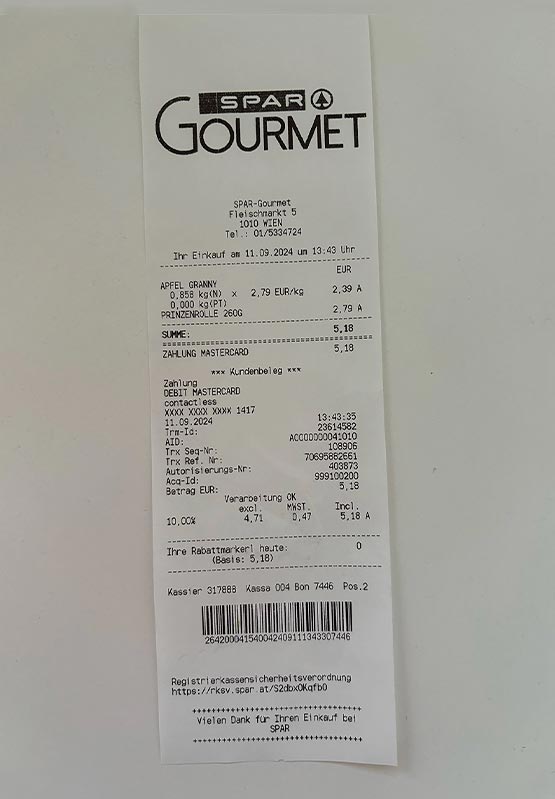 SPAR
GOURMET
SPAR-Gourmet
Fleischmarkt 5
1010 WIEN
Tel.: 01/5334724
Ihr Einkauf am 11.09.2024 um 13:43 Uhr
EUR
APFEL GRANNY
0,858 kg(N) x 2,79 EUR/kg 2,39 A
0,000 kg(PT)
PRINZENROLLE 260G 2,79 A
SUMME: 5,18
ZAHLUNG MASTERCARD 5,18
*** Kundenbeleg ***
Zahlung
DEBIT MASTERCARD
contactless
XXXX XXXX XXXX 1417
11.09.2024 13:43:35
Trm-Id: 23614582
AID: A0000000041010
Trx Seq-Nr: 108906
Trx Ref. Nr: 70695882661
Autorisierungs-Nr: 403873
Acq-Id: 999100200
Betrag EUR: 5,18
Verarbeitung OK
excl. MWST. Incl.
10,00% 4,71 0,47 5,18 A
Ihre Rabattmarkerl heute: 0
(Basis: 5,18)
Kassier 317888 Kassa 004 Bon 7446 Pos.2
2642000415400424091113433​07446
Registrierkassensicherheitsverordnung
https://rksv.spar.at/S2dbxOKqfb0
++++++++++++++++++++++++++++++++++
Vielen Dank für Ihren Einkauf bei
SPAR
++++++++++++++++++++++++++++++++++